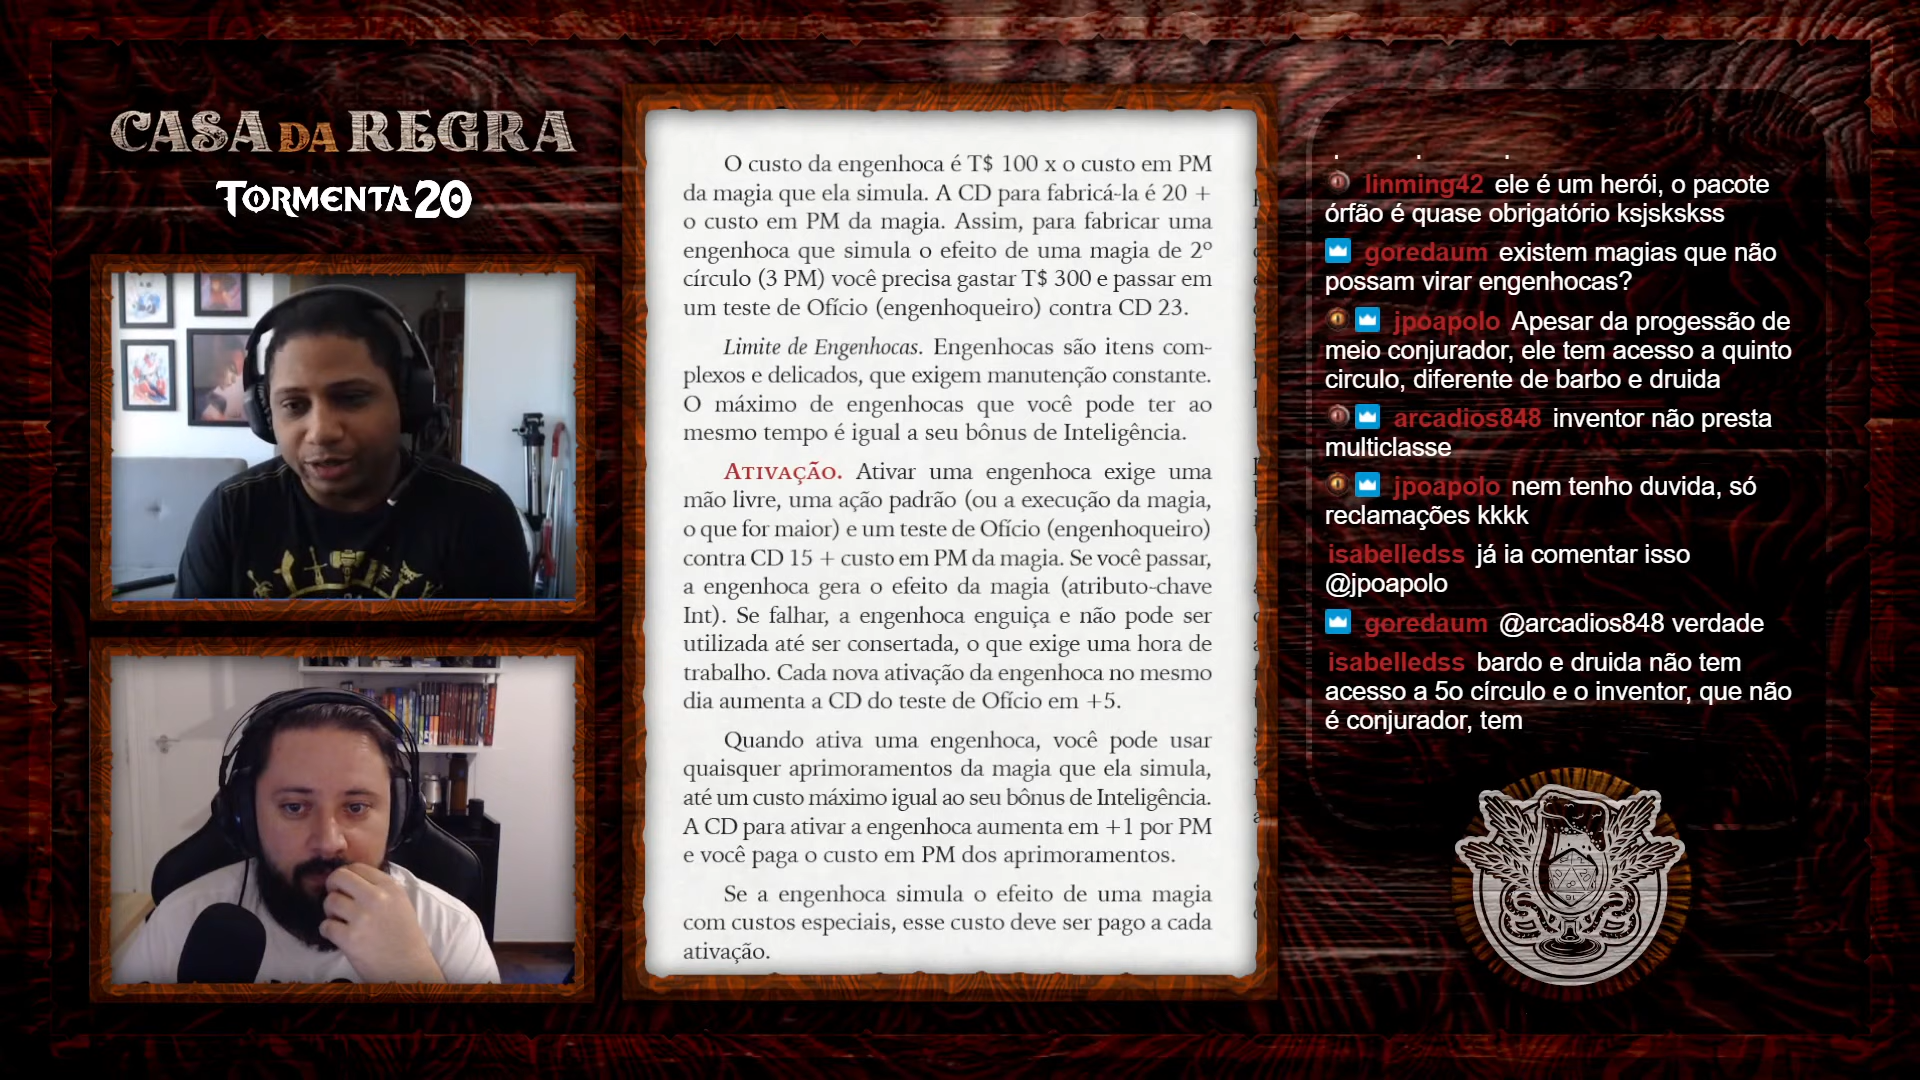 CASA DA REGRA
TORMENTA20
O custo da engenhoca é T$ 100 x o custo em PM
da magia que ela simula. A CD para fabricá-la é 20 +
o custo em PM da magia. Assim, para fabricar uma
engenhoca que simula o efeito de uma magia de 2º
círculo (3 PM) você precisa gastar T$ 300 e passar em
um teste de Ofício (engenhoqueiro) contra CD 23.
Limite de Engenhocas. Engenhocas são itens com-
plexos e delicados, que exigem manutenção constante.
O máximo de engenhocas que você pode ter ao
mesmo tempo é igual a seu bônus de Inteligência.
ATIVAÇÃO. Ativar uma engenhoca exige uma
mão livre, uma ação padrão (ou a execução da magia,
o que for maior) e um teste de Ofício (engenhoqueiro)
contra CD 15 + custo em PM da magia. Se você passar,
a engenhoca gera o efeito da magia (atributo-chave
Int). Se falhar, a engenhoca enguiça e não pode ser
utilizada até ser consertada, o que exige uma hora de
trabalho. Cada nova ativação da engenhoca no mesmo
dia aumenta a CD do teste de Ofício em +5.
Quando ativa uma engenhoca, você pode usar
quaisquer aprimoramentos da magia que ela simula,
até um custo máximo igual ao seu bônus de Inteligência.
A CD para ativar a engenhoca aumenta em +1 por PM
e você paga o custo em PM dos aprimoramentos.
Se a engenhoca simula o efeito de uma magia
com custos especiais, esse custo deve ser pago a cada
ativação.
linming42 ele é um herói, o pacote
órfão é quase obrigatório ksjskskss
goredaum existem magias que não
possam virar engenhocas?
jpoapolo Apesar da progessão de
meio conjurador, ele tem acesso a quinto
circulo, diferente de barbo e druida
arcadios848 inventor não presta
multiclasse
jpoapolo nem tenho duvida, só
reclamações kkkk
isabelledss já ia comentar isso
@jpoapolo
goredaum @arcadios848 verdade
isabelledss bardo e druida não tem
acesso a 5o círculo e o inventor, que não
é conjurador, tem